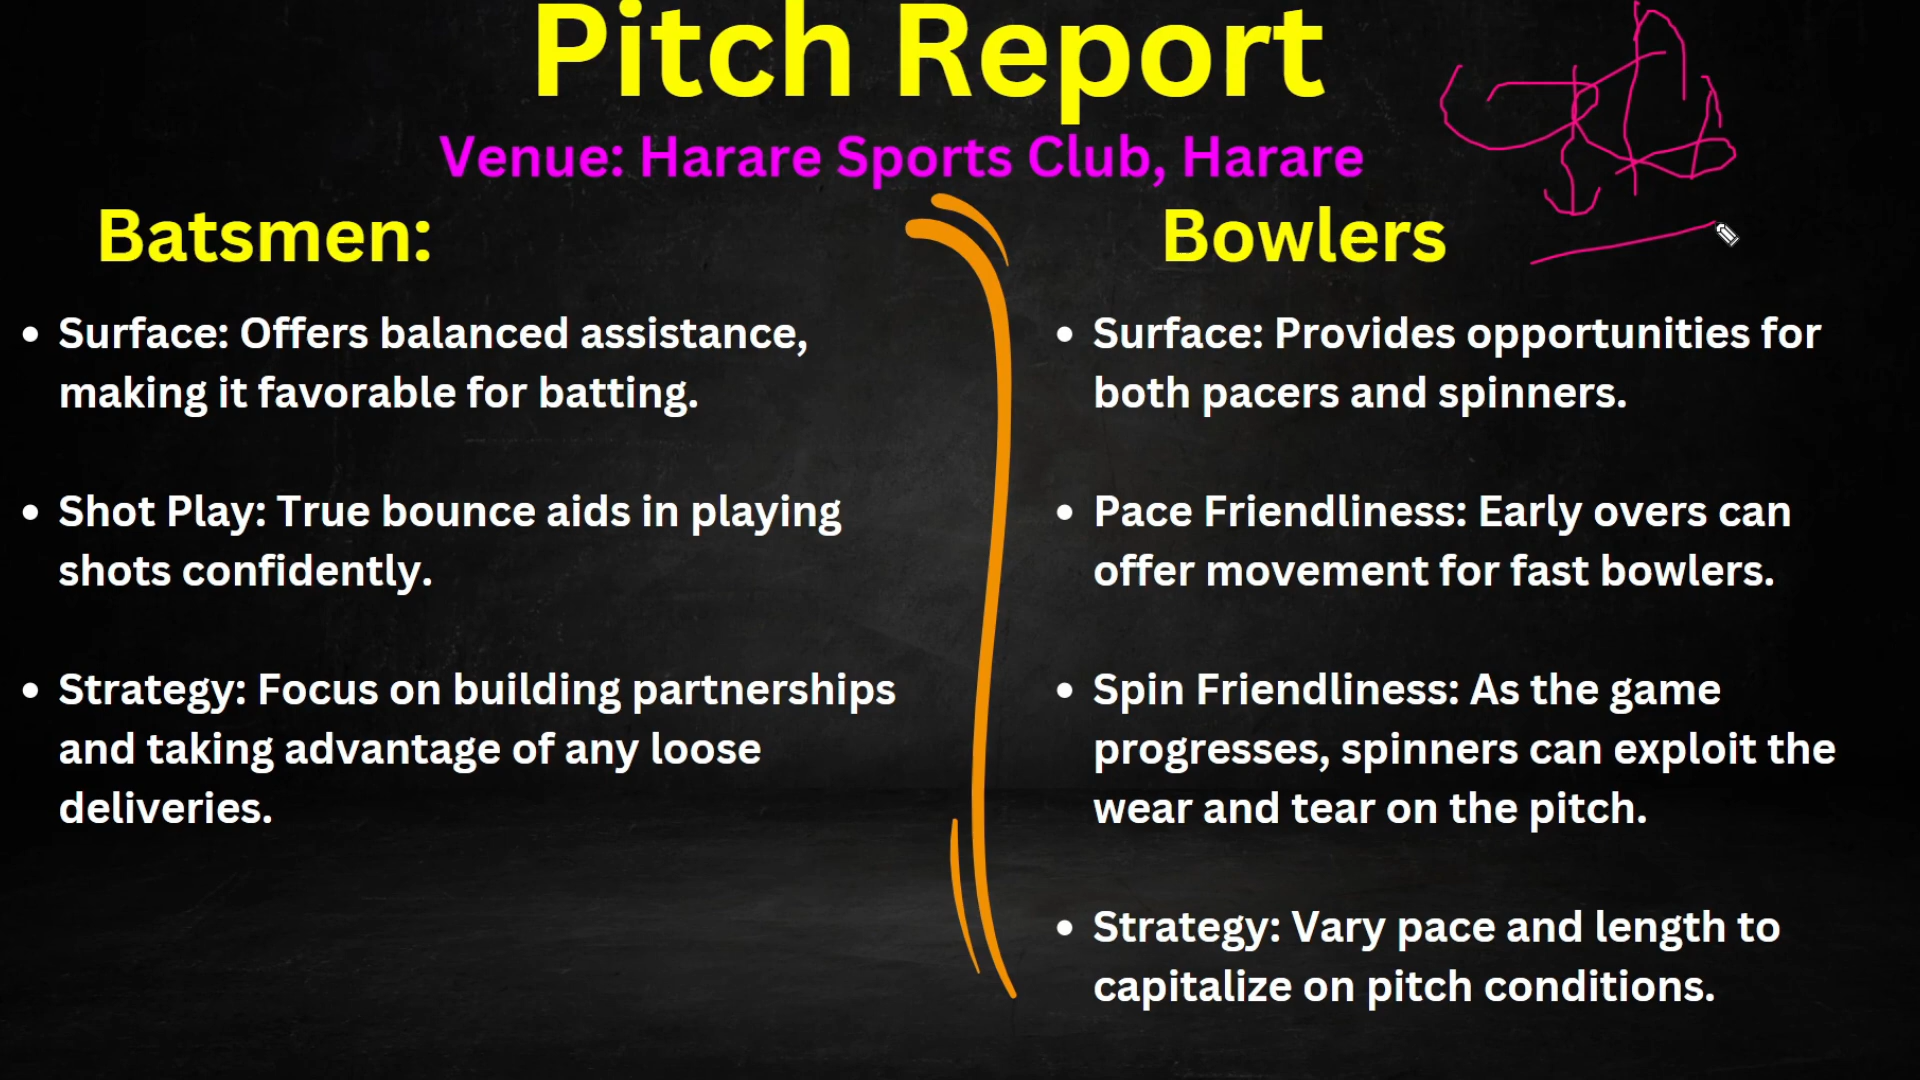 Pitch Report
Venue: Harare Sports Club, Harare
Batsmen:
• Surface: Offers balanced assistance,
making it favorable for batting.
• Shot Play: True bounce aids in playing
shots confidently.
• Strategy: Focus on building partnerships
and taking advantage of any loose
deliveries.
Bowlers
• Surface: Provides opportunities for
both pacers and spinners.
• Pace Friendliness: Early overs can
offer movement for fast bowlers.
• Spin Friendliness: As the game
progresses, spinners can exploit the
wear and tear on the pitch.
• Strategy: Vary pace and length to
capitalize on pitch conditions.